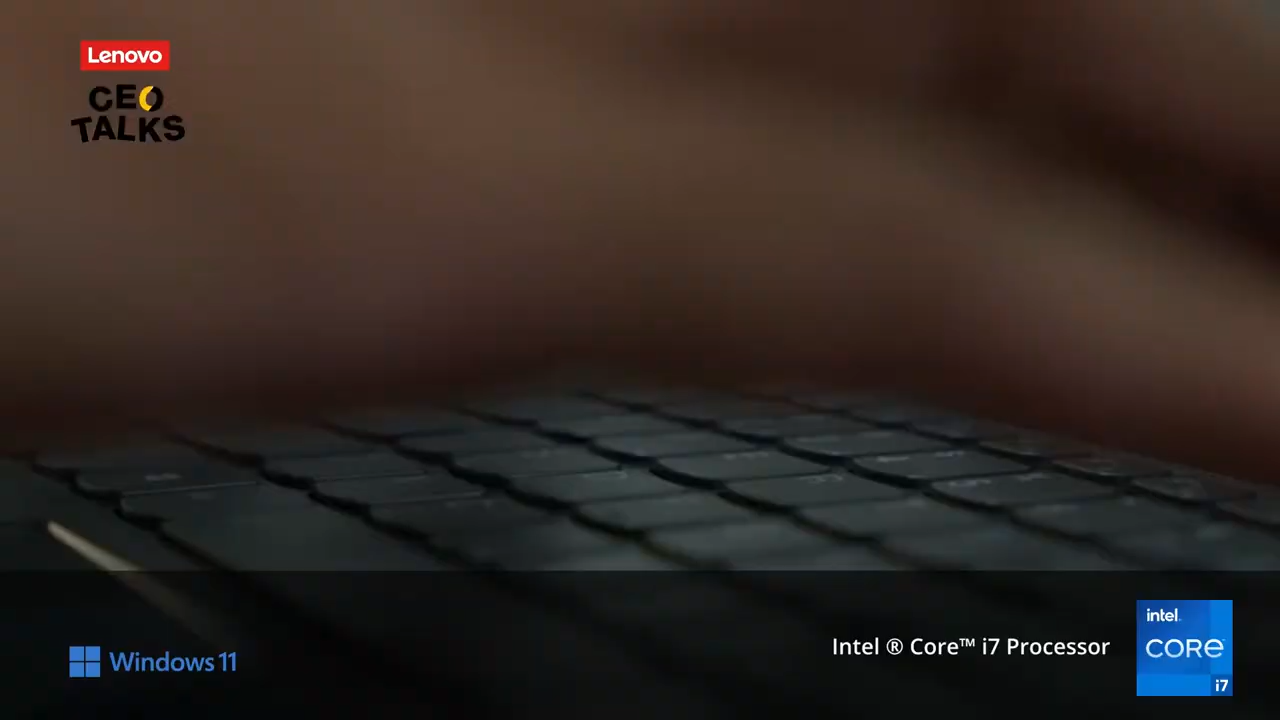 Lenovo
CEO
TALKS
Windows 11
Intel ® Core™ i7 Processor
intel.
CORE
i7